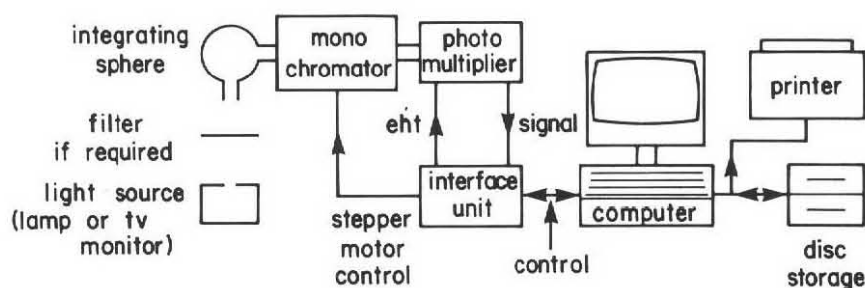 integrating
sphere
mono
chromator
photo
multiplier
printer
filter
if required
eht
signal
light source
(lamp or tv
monitor)
stepper
motor
control
interface
unit
control
computer
disc
storage